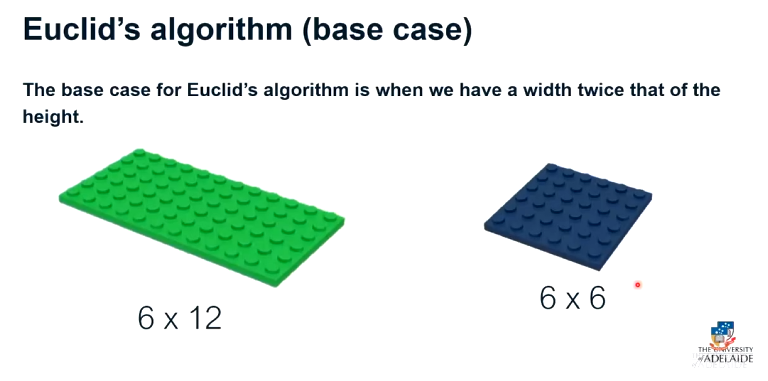 Euclid’s algorithm (base case)
The base case for Euclid’s algorithm is when we have a width twice that of the
height.
6 x 12
6 x 6
THE UNIVERSITY
of ADELAIDE